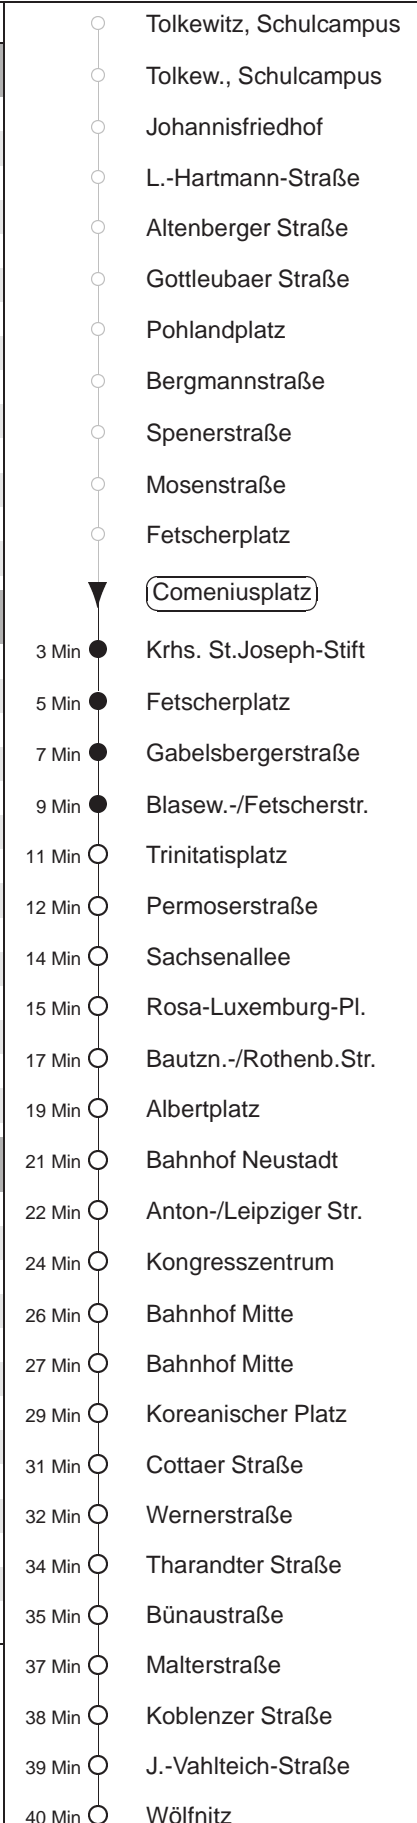 Tolkewitz, Schulcampus
Tolkew., Schulcampus
Johannisfriedhof
L.-Hartmann-Straße
Altenberger Straße
Gottleubaer Straße
Pohlandplatz
Bergmannstraße
Spenerstraße
Mosenstraße
Fetscherplatz
Comeniusplatz
3 Min Krhs. St.Joseph-Stift
5 Min Fetscherplatz
7 Min Gabelsbergerstraße
9 Min Blasew.-/Fetscherstr.
11 Min Trinitatisplatz
12 Min Permoserstraße
14 Min Sachsenallee
15 Min Rosa-Luxemburg-Pl.
17 Min Bautzn.-/Rothenb.Str.
19 Min Albertplatz
21 Min Bahnhof Neustadt
22 Min Anton-/Leipziger Str.
24 Min Kongresszentrum
26 Min Bahnhof Mitte
27 Min Bahnhof Mitte
29 Min Koreanischer Platz
31 Min Cottaer Straße
32 Min Wernerstraße
34 Min Tharandter Straße
35 Min Bünaustraße
37 Min Malterstraße
38 Min Koblenzer Straße
39 Min J.-Vahlteich-Straße
40 Min Wölfnitz